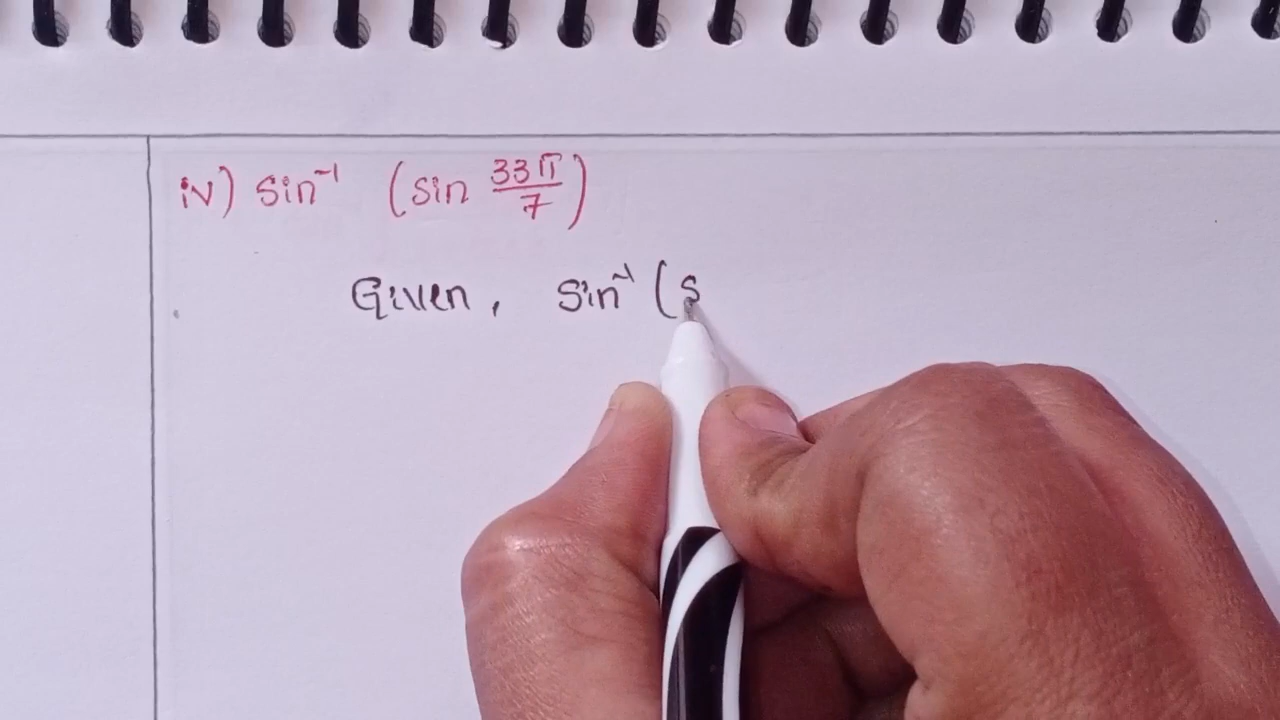 iv) sin⁻¹ (sin 33π/7)
Given, sin⁻¹ (s